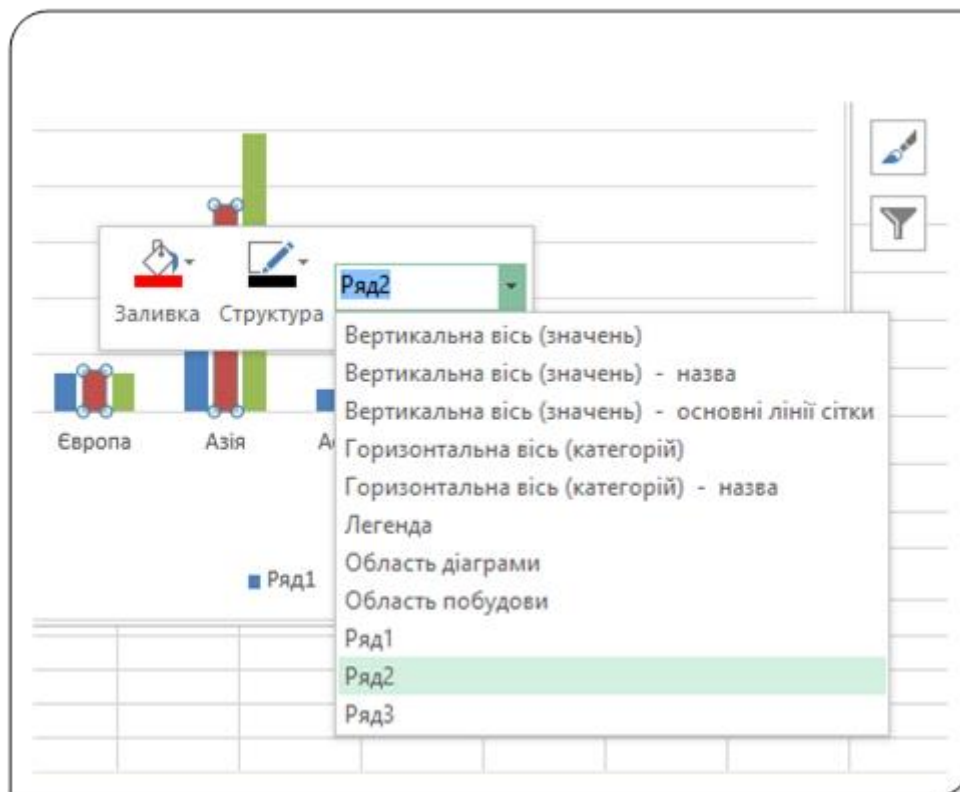 Заливка Структура
Ряд2
Вертикальна вісь (значень)
Вертикальна вісь (значень) - назва
Вертикальна вісь (значень) - основні лінії сітки
Горизонтальна вісь (категорій)
Горизонтальна вісь (категорій) - назва
Легенда
Область діаграми
Область побудови
Ряд1
Ряд2
Ряд3
Європа Азія
Ряд1